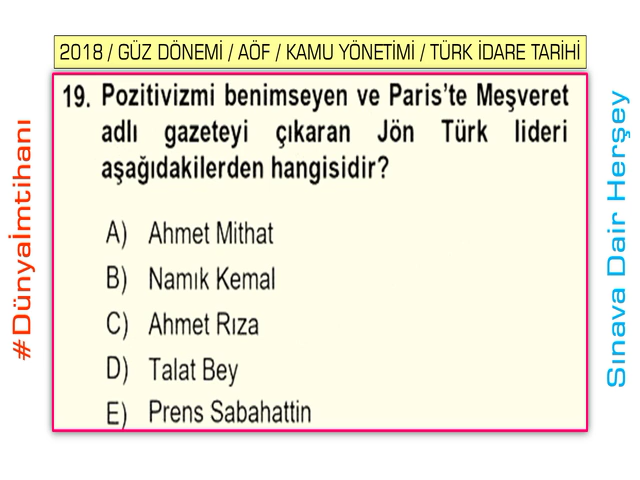 2018 / GÜZ DÖNEMİ / AÖF / KAMU YÖNETİMİ / TÜRK İDARE TARİHİ
#Dünyaİmtihanı
19. Pozitivizmi benimseyen ve Paris'te Meşveret
adlı gazeteyi çıkaran Jön Türk lideri
aşağıdakilerden hangisidir?
A) Ahmet Mithat
B) Namık Kemal
C) Ahmet Rıza
D) Talat Bey
E) Prens Sabahattin
Sınava Dair Herşey